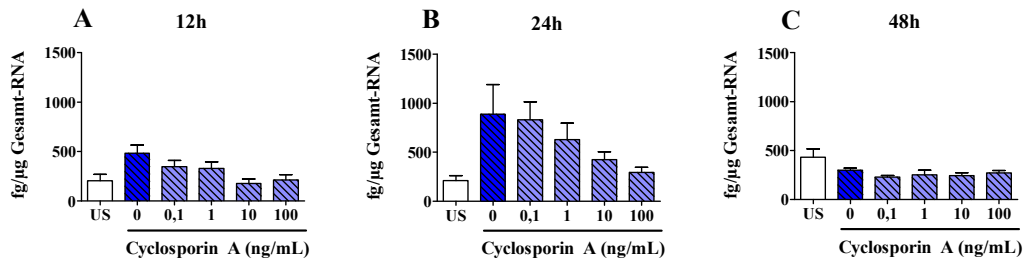 A 12h
fg/µg Gesamt-RNA
1500
1000
500
0
US 0 0,1 1 10 100
Cyclosporin A (ng/mL)
B 24h
fg/µg Gesamt-RNA
1500
1000
500
0
US 0 0,1 1 10 100
Cyclosporin A (ng/mL)
C 48h
fg/µg Gesamt-RNA
1500
1000
500
0
US 0 0,1 1 10 100
Cyclosporin A (ng/mL)